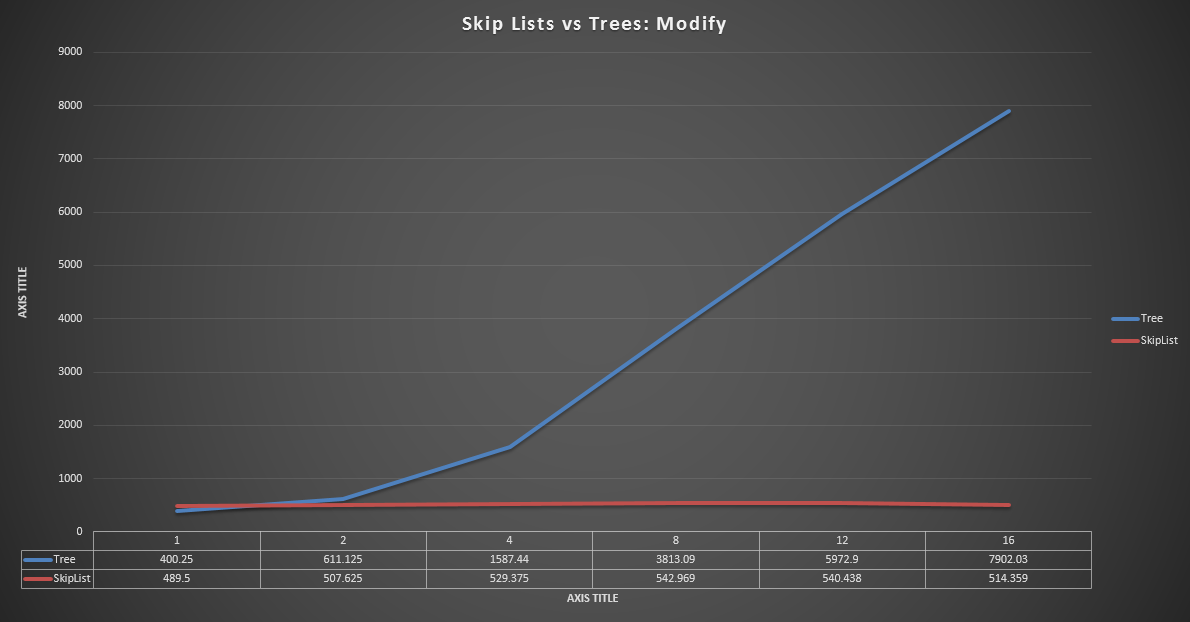 Skip Lists vs Trees: Modify
9000
8000
7000
6000
5000
4000
3000
2000
1000
0
AXIS TITLE
Tree
SkipList
1 2 4 8 12 16
Tree 400.25 611.125 1587.44 3813.09 5972.9 7902.03
SkipList 489.5 507.625 529.375 542.969 540.438 514.359
AXIS TITLE